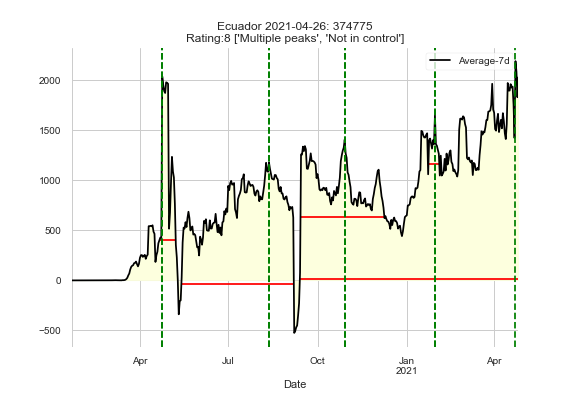 Ecuador 2021-04-26: 374775
Rating:8 ['Multiple peaks', 'Not in control']
Average-7d
2000
1500
1000
500
0
−500
Apr
Jul
Oct
Jan
2021
Apr
Date